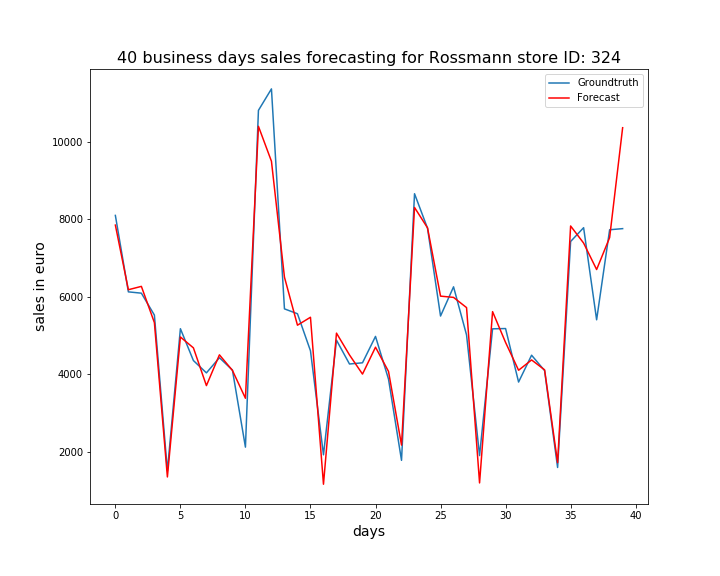 40 business days sales forecasting for Rossmann store ID: 324
Groundtruth
Forecast
sales in euro
10000
8000
6000
4000
2000
0 5 10 15 20 25 30 35 40
days